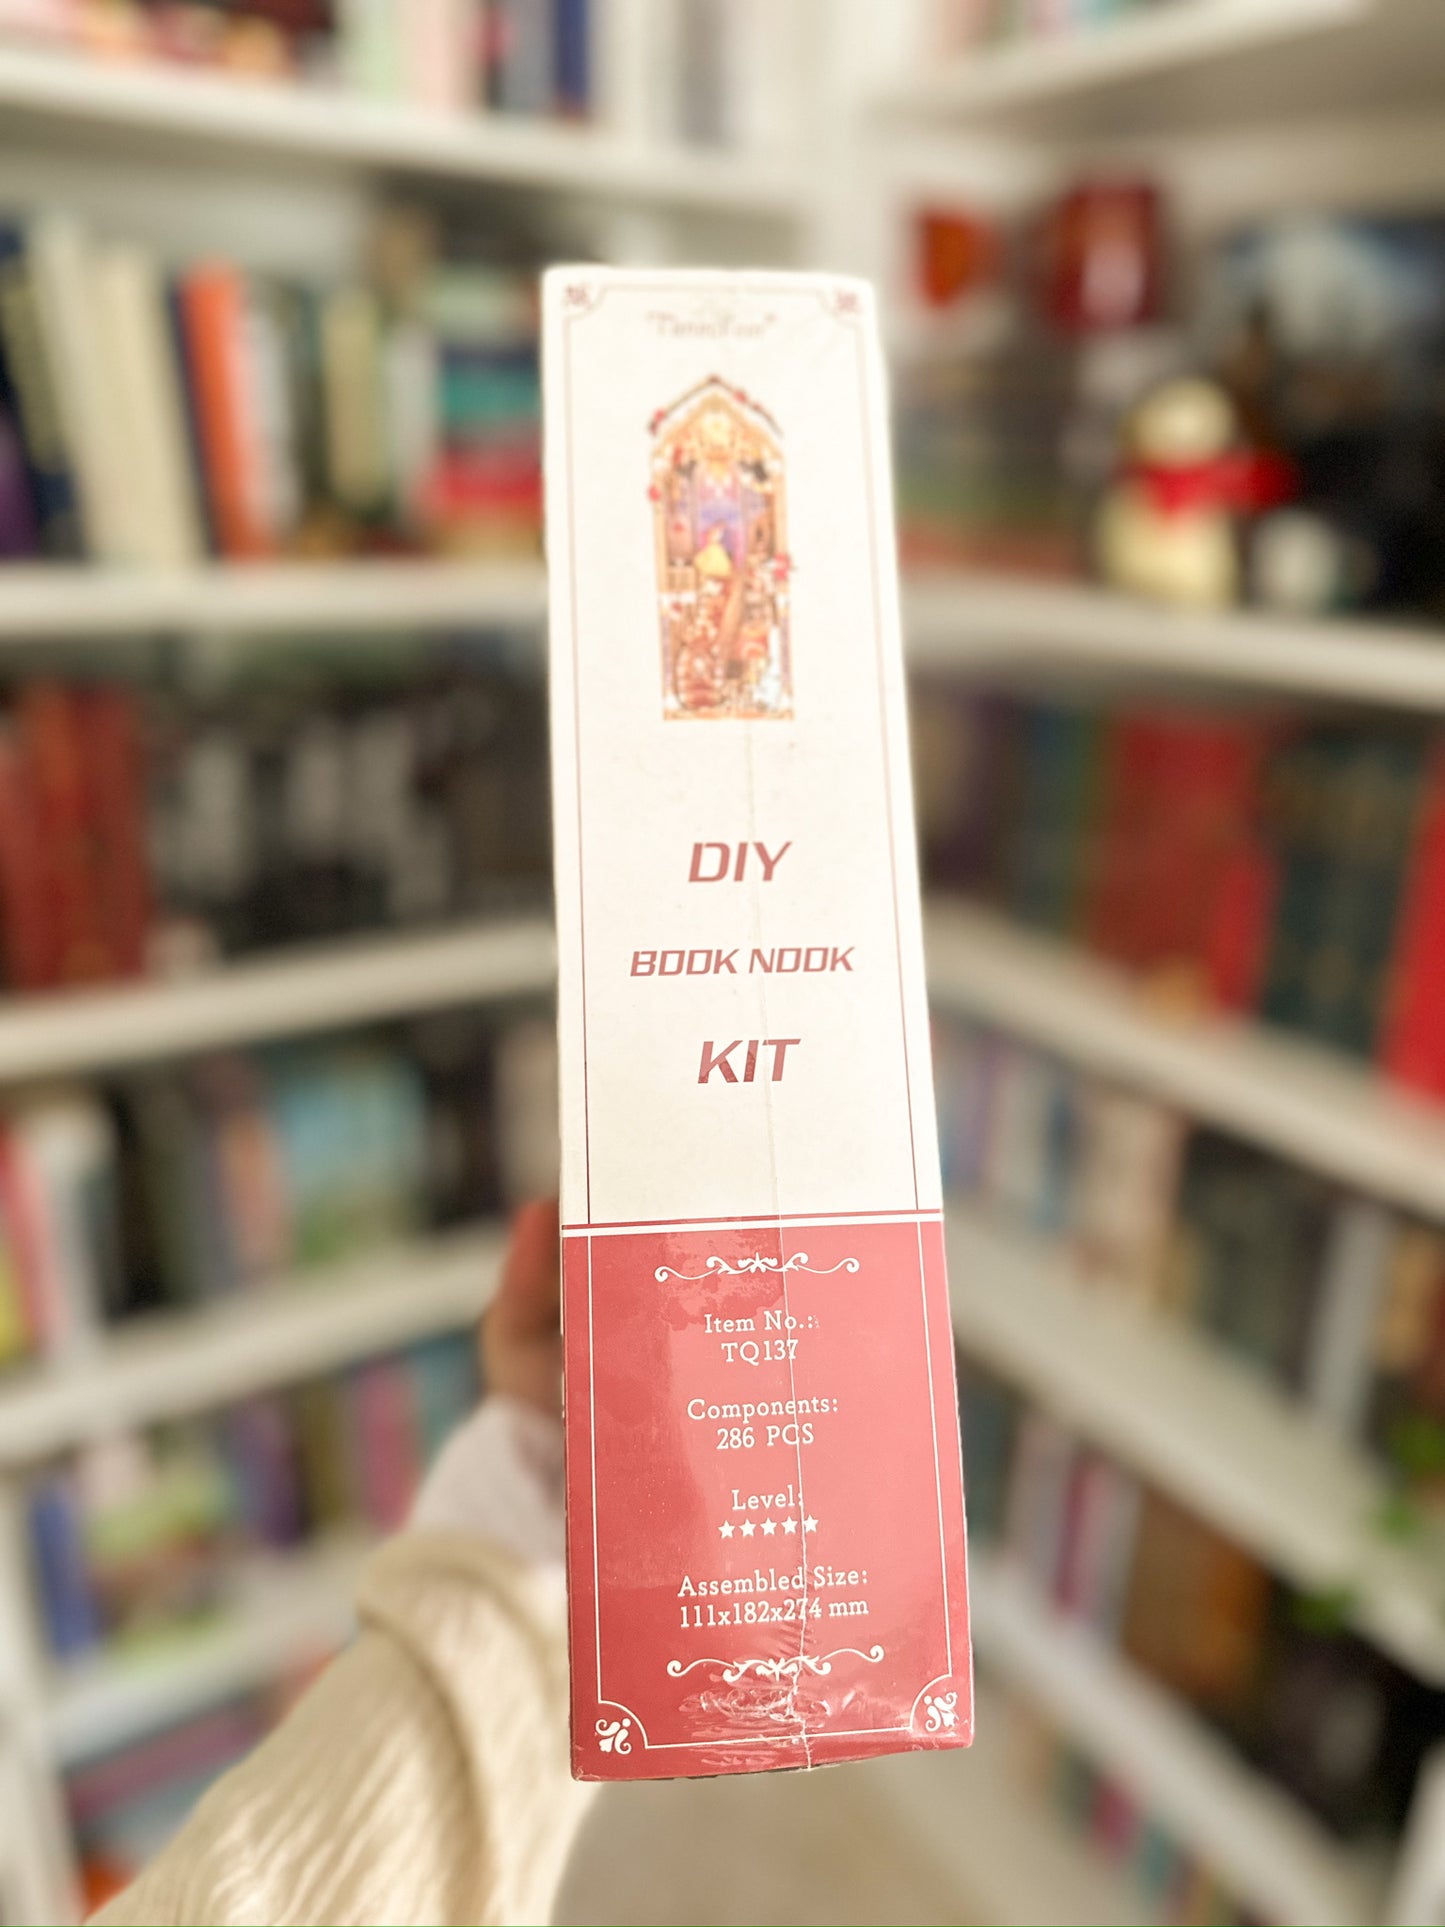 DIY
BOOK NOOK
KIT
Item No.:
TQ137
Components:
286 PCS
Level:
Assembled Size:
111x182x274 mm